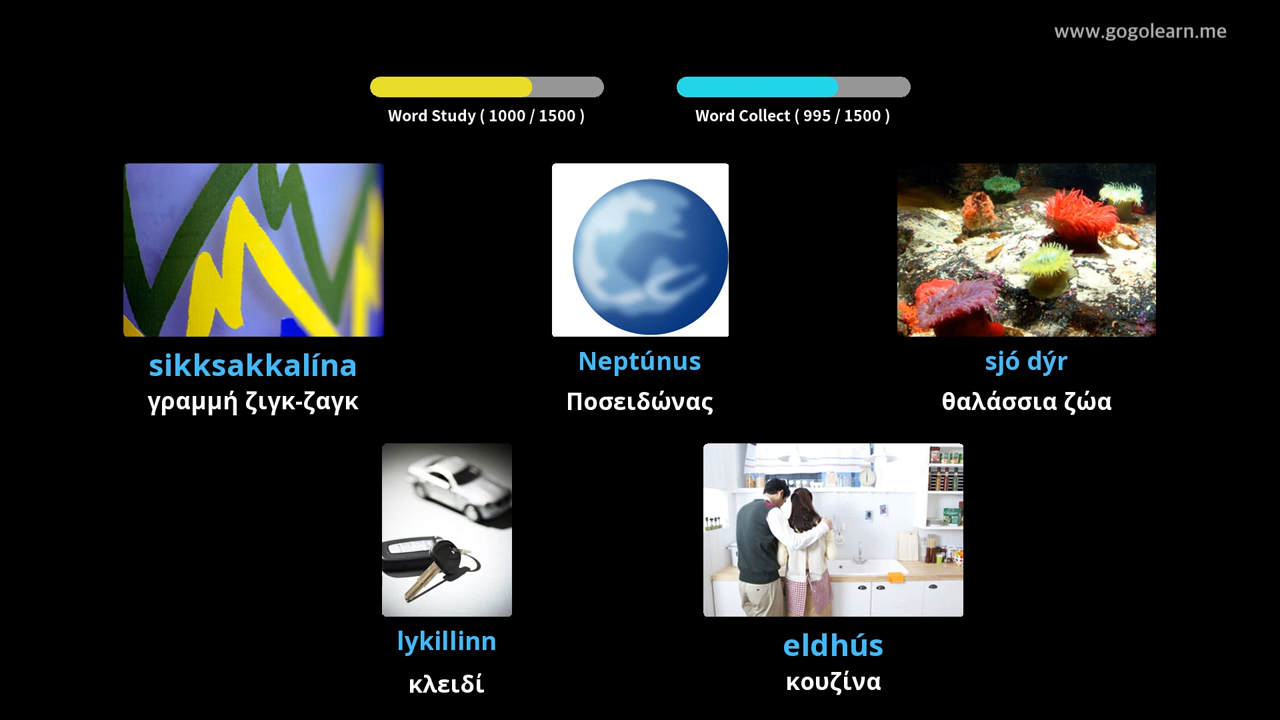 www.gogolearn.me
Word Study ( 1000 / 1500 )
Word Collect ( 995 / 1500 )
sikksakkalína
γραμμή ζιγκ-ζαγκ
Neptúnus
Ποσειδώνας
sjó dýr
θαλάσσια ζώα
lykillinn
κλειδί
eldhús
κουζίνα